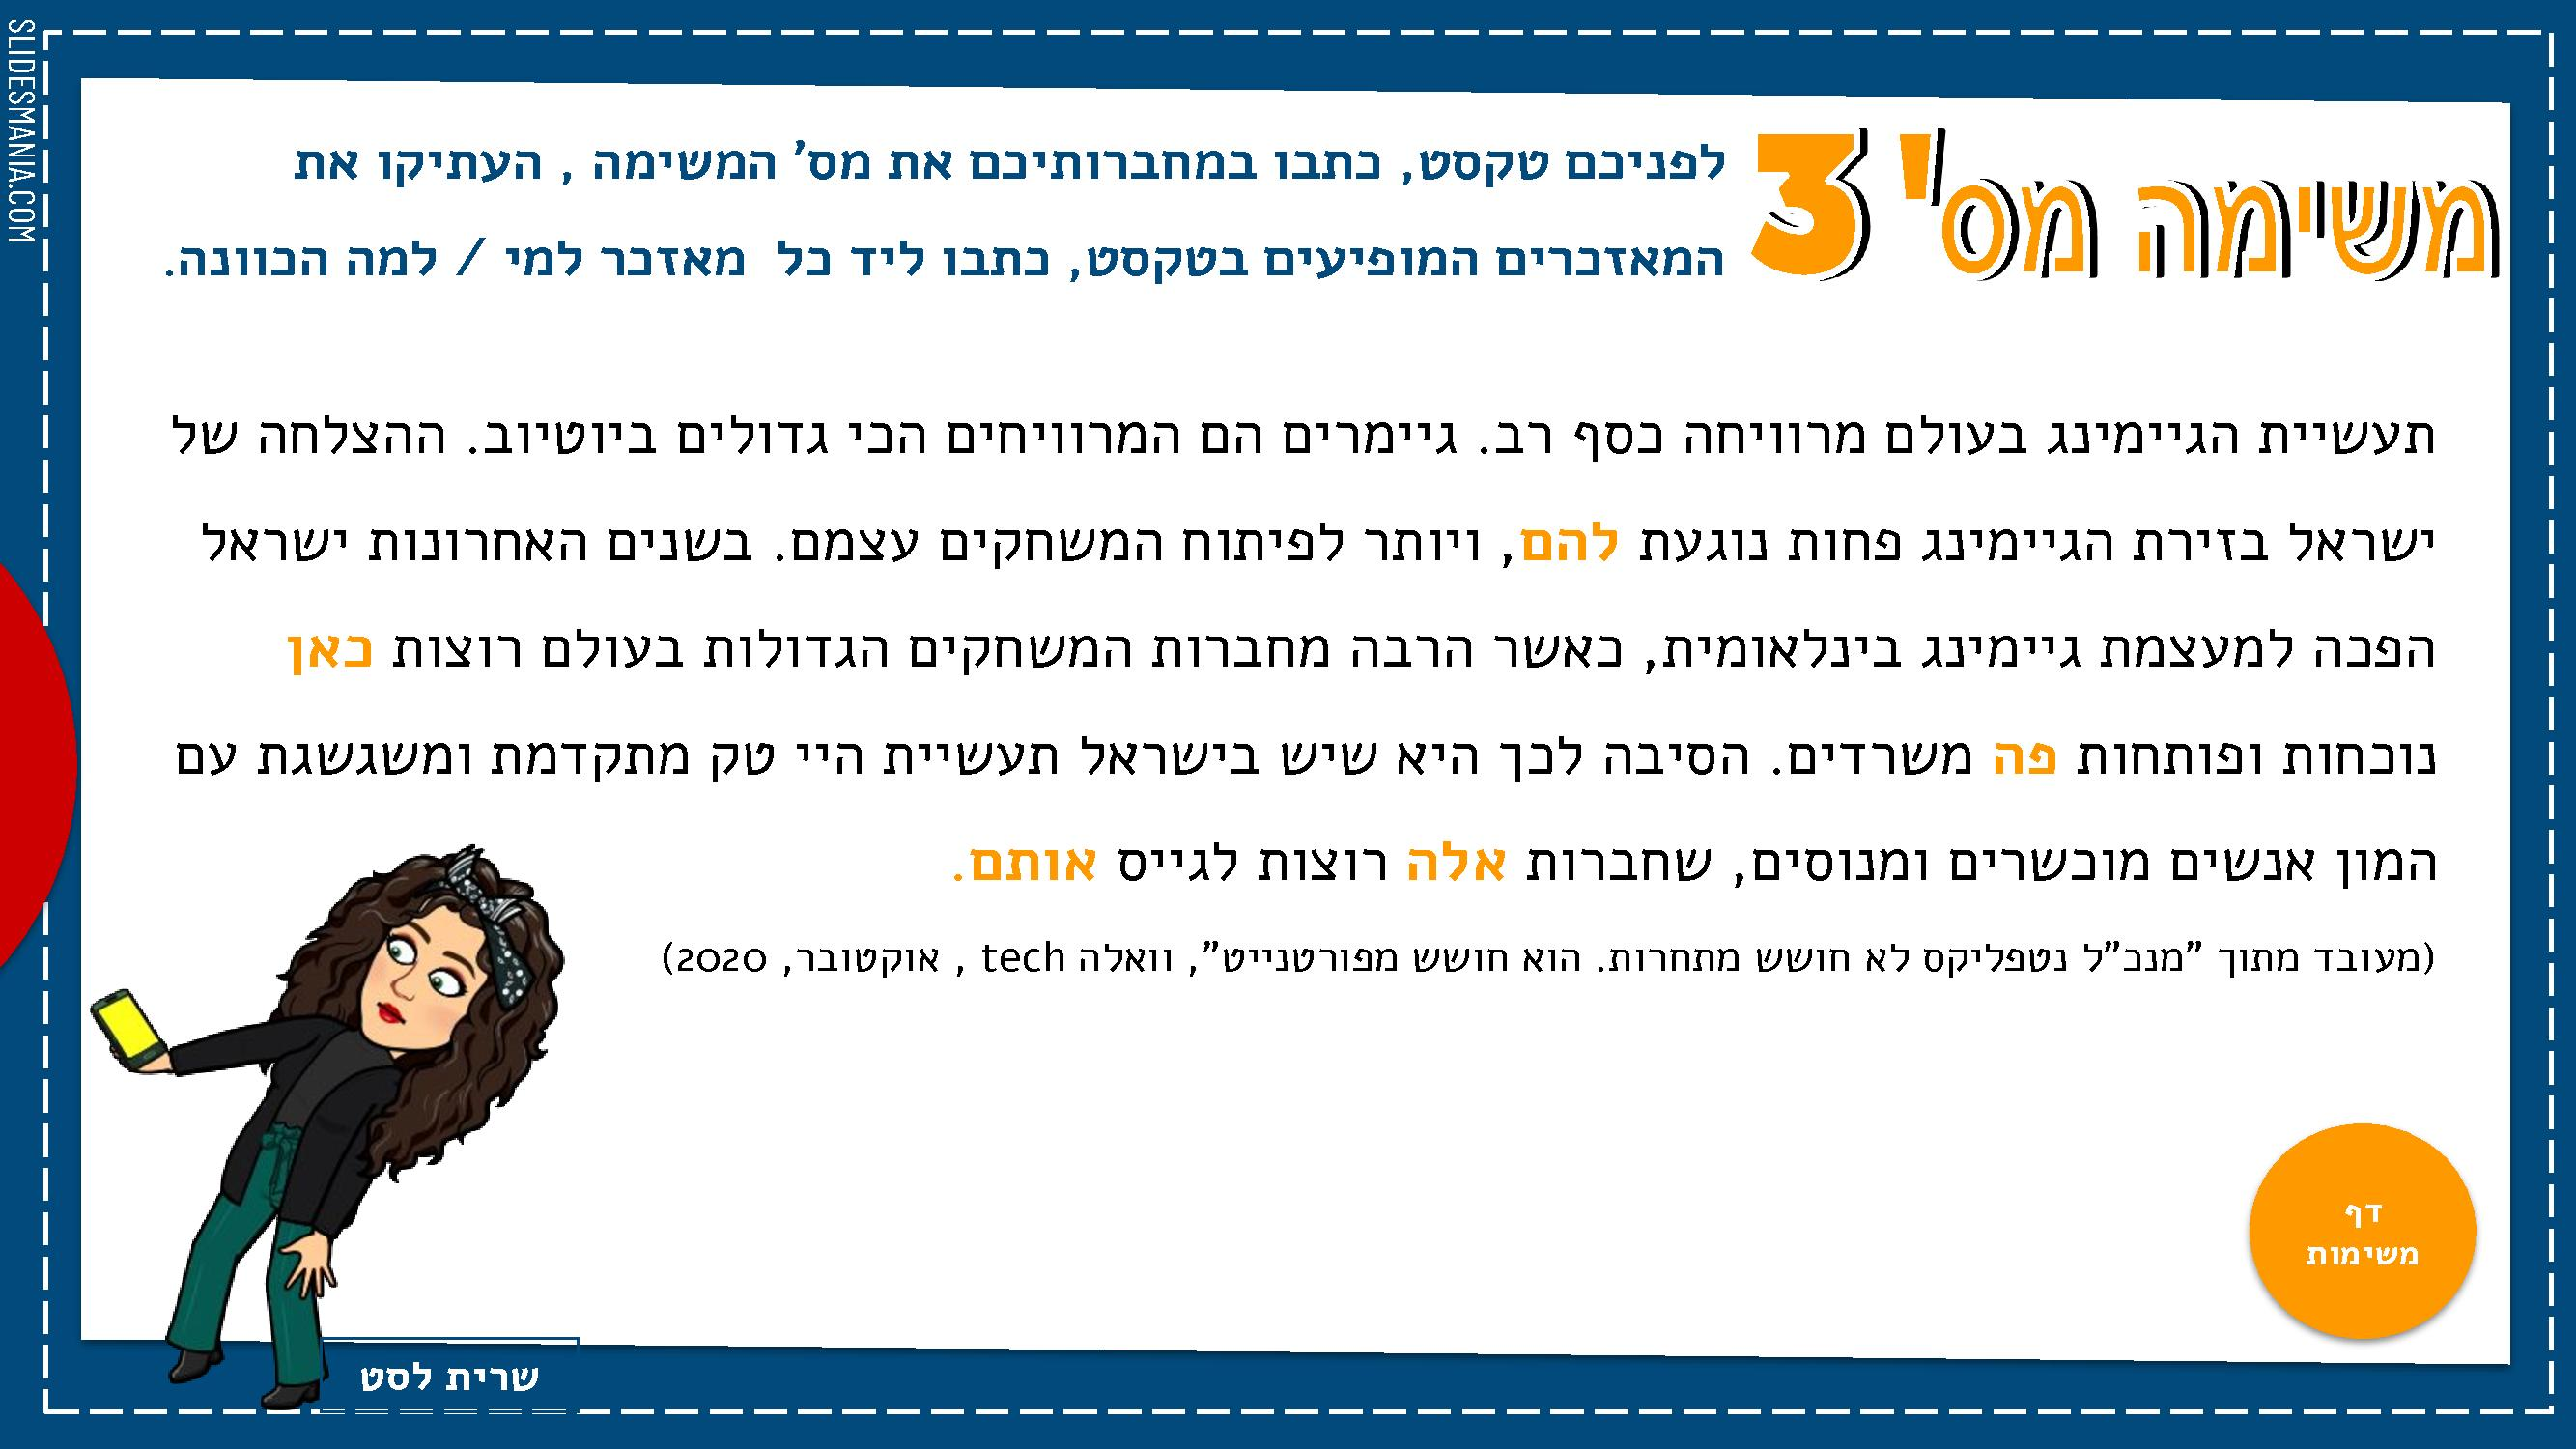 SLIDESMANIA.COM
משימה מס' 3
לפניכם טקסט, כתבו במחברותיכם את מס' המשימה , העתיקו את
המאזכרים המופיעים בטקסט, כתבו ליד כל מאזכר למי / למה הכוונה.
תעשיית הגיימינג בעולם מרוויחה כסף רב. גיימרים הם המרוויחים הכי גדולים ביוטיוב. ההצלחה של
ישראל בזירת הגיימינג פחות נוגעת להם, ויותר לפיתוח המשחקים עצמם. בשנים האחרונות ישראל
הפכה למעצמת גיימינג בינלאומית, כאשר הרבה מחברות המשחקים הגדולות בעולם רוצות כאן
נוכחות ופותחות פה משרדים. הסיבה לכך היא שיש בישראל תעשיית היי טק מתקדמת ומשגשגת עם
המון אנשים מוכשרים ומנוסים, שחברות אלה רוצות לגייס אותם.
(מעובד מתוך "מנכ"ל נטפליקס לא חושש מתחרות. הוא חושש מפורטנייט", וואלה tech , אוקטובר, 2020)
דף
משימות
שרית לסט